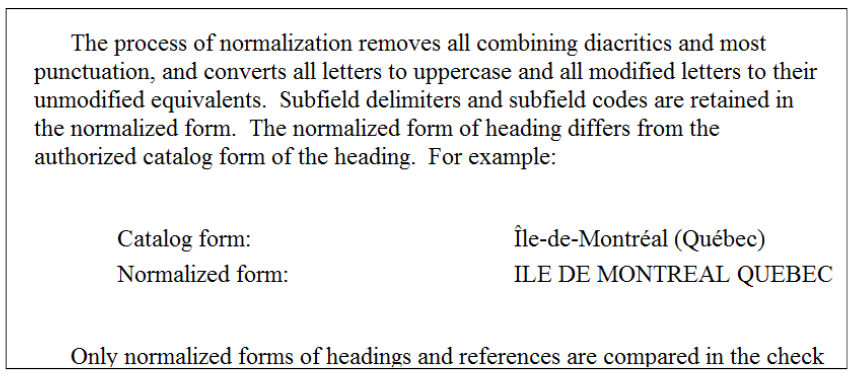 The process of normalization removes all combining diacritics and most
punctuation, and converts all letters to uppercase and all modified letters to their
unmodified equivalents.  Subfield delimiters and subfield codes are retained in
the normalized form.  The normalized form of heading differs from the
authorized catalog form of the heading.  For example:
Catalog form: Île-de-Montréal (Québec)
Normalized form: ILE DE MONTREAL QUEBEC
Only normalized forms of headings and references are compared in the check